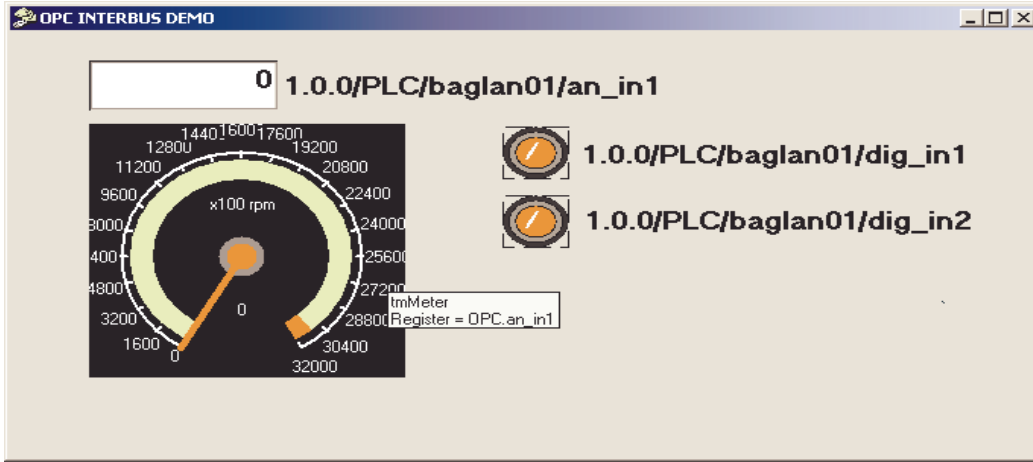 OPC INTERBUS DEMO
0 1.0.0/PLC/baglan01/an_in1
1.0.0/PLC/baglan01/dig_in1
1.0.0/PLC/baglan01/dig_in2
1600
17600
19200
11200
20800
9600
22400
x100 rpm
24000
25600
4800
27200
3200
0
28800
1600
30400
0
32000
tmMeter
Register = OPC.an_in1